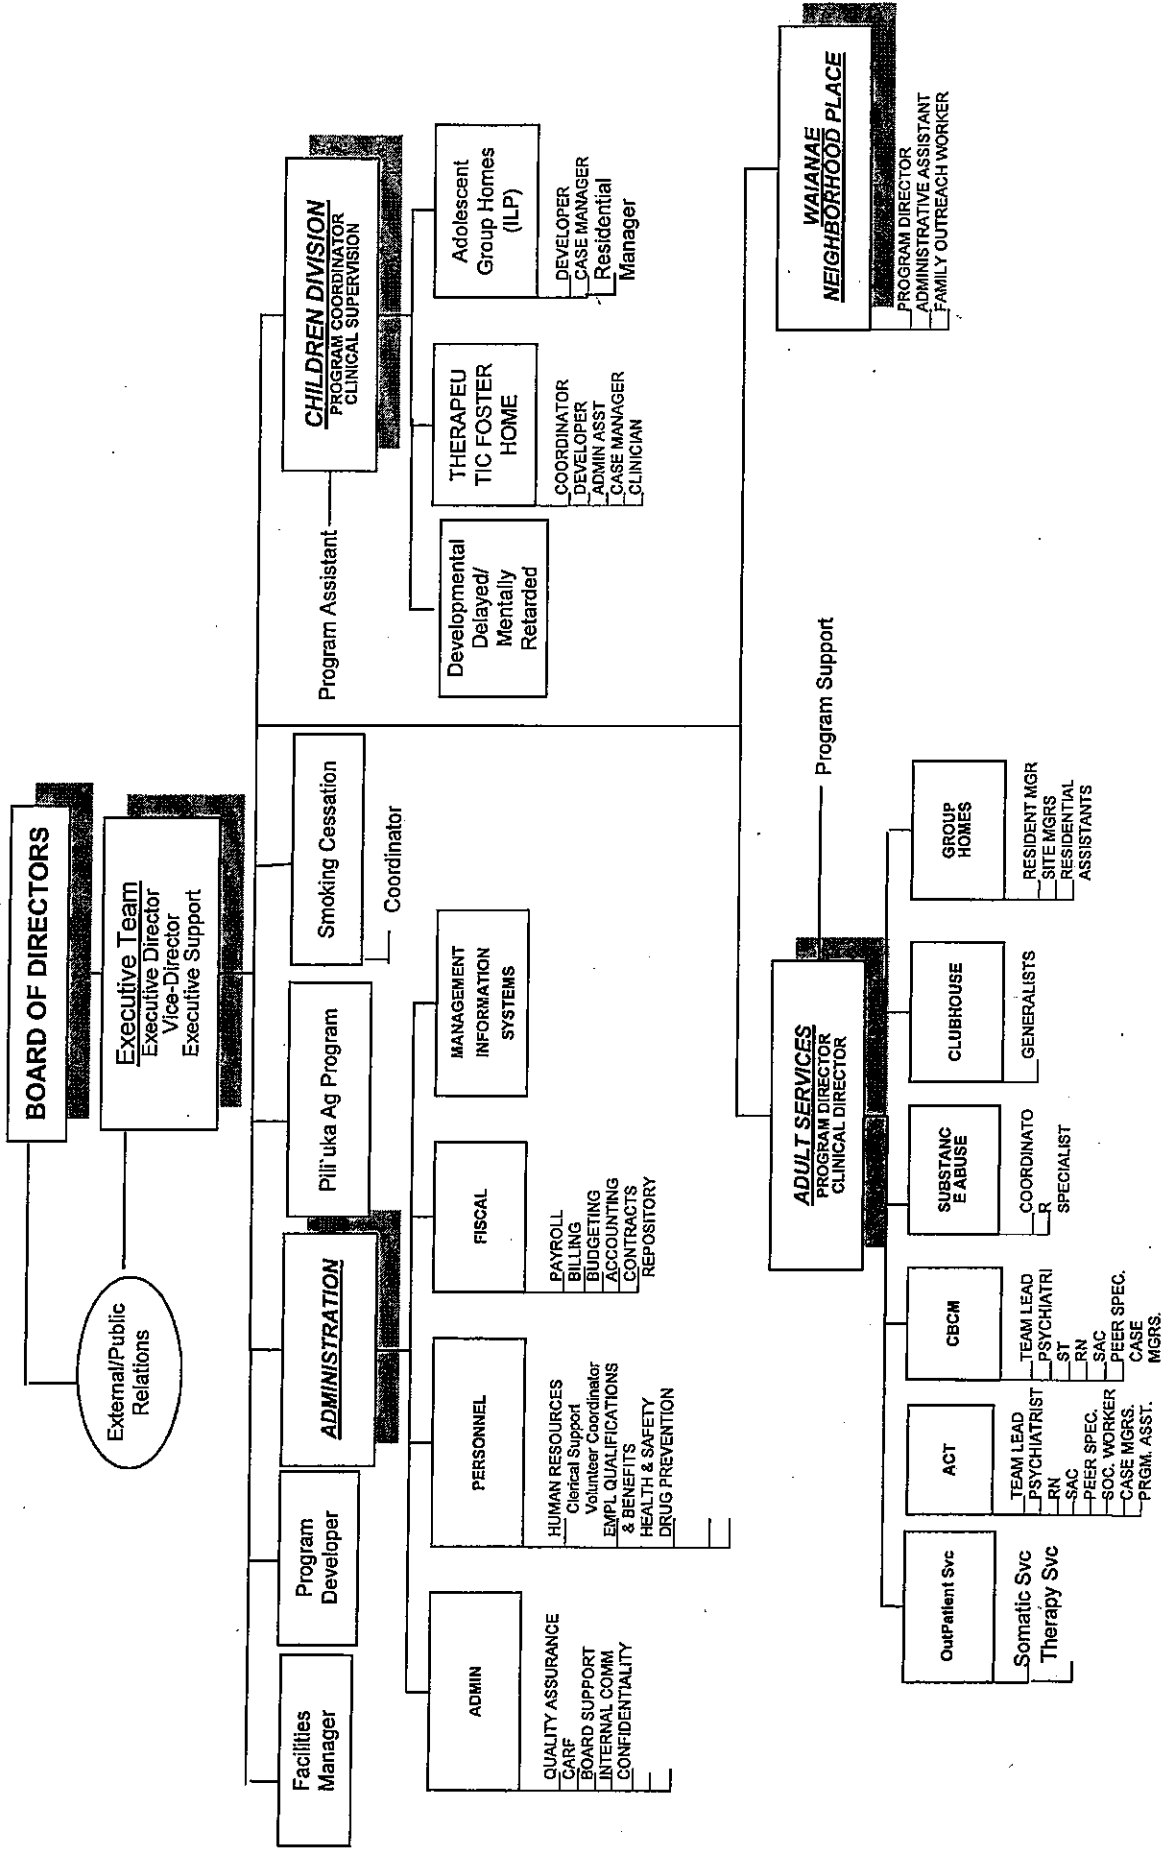 BOARD OF DIRECTORS
External/Public
Relations
Executive Team
Executive Director
Vice-Director
Executive Support
Facilities
Manager
Program
Developer
ADMINISTRATION
Pili`uka Ag Program
Smoking Cessation
Coordinator
Program Assistant
CHILDREN DIVISION
PROGRAM COORDINATOR
CLINICAL SUPERVISION
ADMIN
QUALITY ASSURANCE
CARF
BOARD SUPPORT
INTERNAL COMM
CONFIDENTIALITY
PERSONNEL
HUMAN RESOURCES
Clerical Support
Volunteer Coordinator
EMPL QUALIFICATIONS
& BENEFITS
HEALTH & SAFETY
DRUG PREVENTION
FISCAL
PAYROLL
BILLING
BUDGETING
ACCOUNTING
CONTRACTS
REPOSITORY
MANAGEMENT
INFORMATION
SYSTEMS
Developmental
Delayed/
Mentally
Retarded
THERAPEU
TIC FOSTER
HOME
COORDINATOR
DEVELOPER
ADMIN ASST
CASE MANAGER
CLINICIAN
Adolescent
Group Homes
(ILP)
DEVELOPER
CASE MANAGER
Residential
Manager
ADULT SERVICES
PROGRAM DIRECTOR
CLINICAL DIRECTOR
Program Support
WAIANAE
NEIGHBORHOOD PLACE
PROGRAM DIRECTOR
ADMINISTRATIVE ASSISTANT
FAMILY OUTREACH WORKER
OutPatient Svc
Somatic Svc
Therapy Svc
ACT
TEAM LEAD
PSYCHIATRIST
RN
SAC
PEER SPEC.
SOC. WORKER
CASE MGRS.
PRGM. ASST.
CBCM
TEAM LEAD
PSYCHIATRI
ST
RN
SAC
PEER SPEC.
CASE
MGRS.
SUBSTANC
E ABUSE
COORDINATO
R
SPECIALIST
CLUBHOUSE
GENERALISTS
GROUP
HOMES
RESIDENT MGR
SITE MGRS
RESIDENTIAL
ASSISTANTS